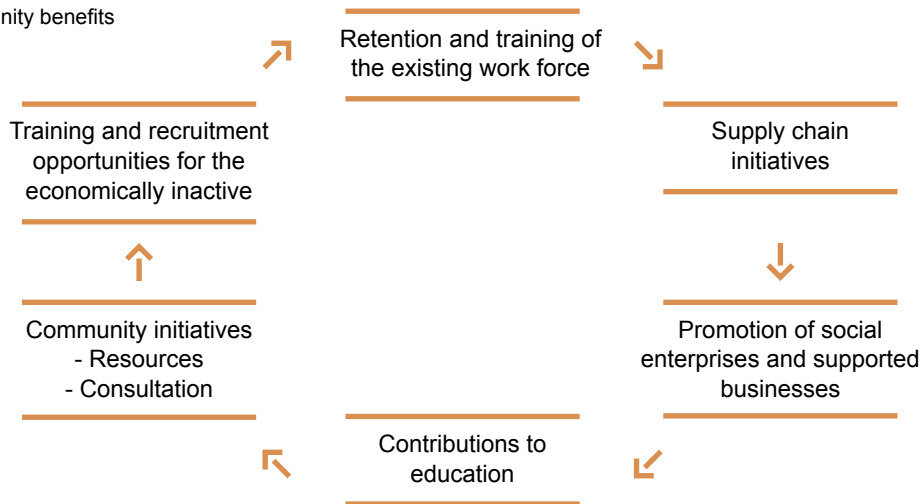 nity benefits
Retention and training of
the existing work force
Training and recruitment
opportunities for the
economically inactive
Supply chain
initiatives
Community initiatives
- Resources
- Consultation
Promotion of social
enterprises and supported
businesses
Contributions to
education